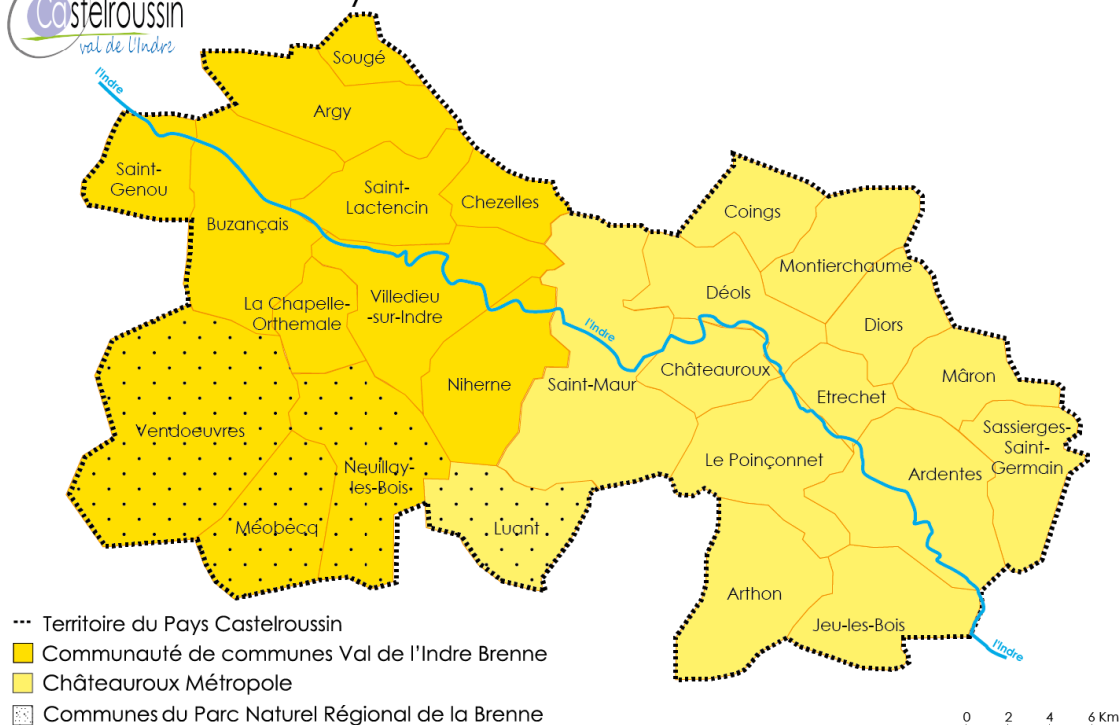 Castelroussin
val de l'Indre
l'Indre
Sougé
Argy
Saint-
Genou
Saint-
Lactencin
Chezelles
Buzançais
Coings
Montierchaume
La Chapelle-
Orthemale
Villedieu
-sur-Indre
Déols
Diors
l'Indre
Niherne
Saint-Maur
Châteauroux
Etrechet
Mâron
Vendoeuvres
Sassierges-
Saint-
Germain
Neuillay-
les-Bois
Le Poinçonnet
Ardentes
Méobecq
Luant
Arthon
Jeu-les-Bois
l'Indre
Territoire du Pays Castelroussin
Communauté de communes Val de l'Indre Brenne
Châteauroux Métropole
Communes du Parc Naturel Régional de la Brenne
0 2 4 6 Km